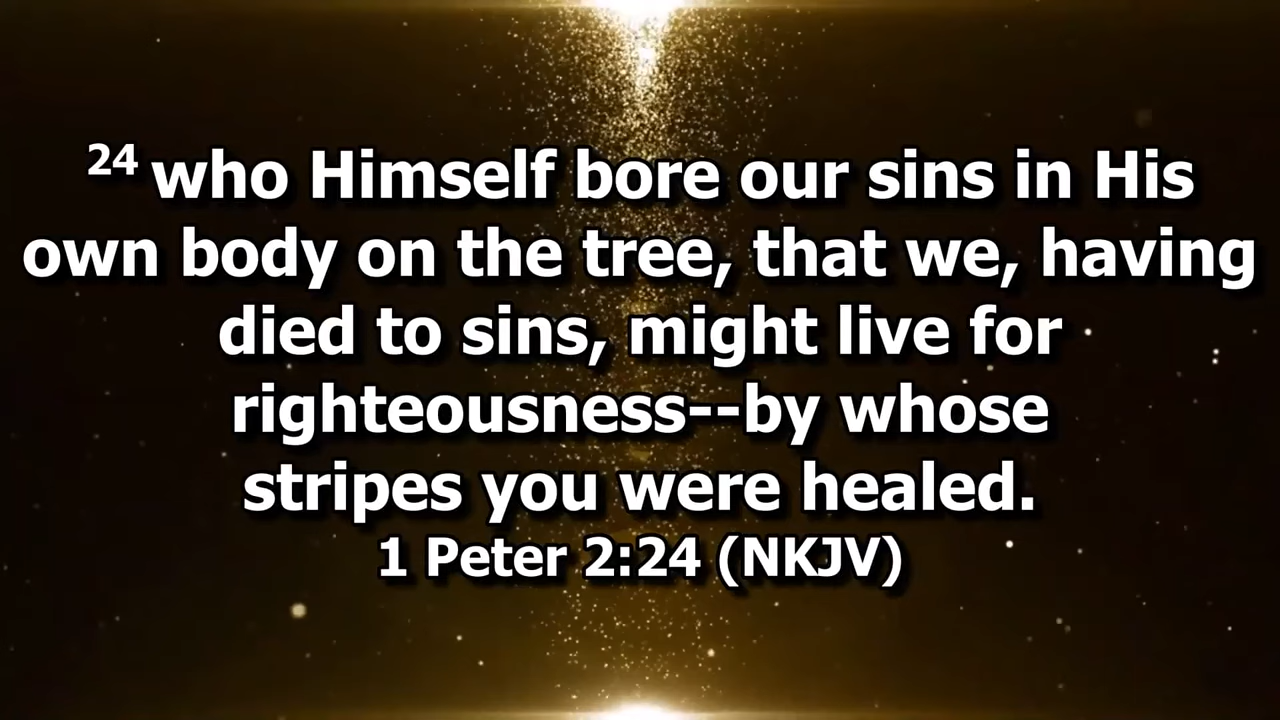 24 who Himself bore our sins in His
own body on the tree, that we, having
died to sins, might live for
righteousness--by whose
stripes you were healed.
1 Peter 2:24 (NKJV)